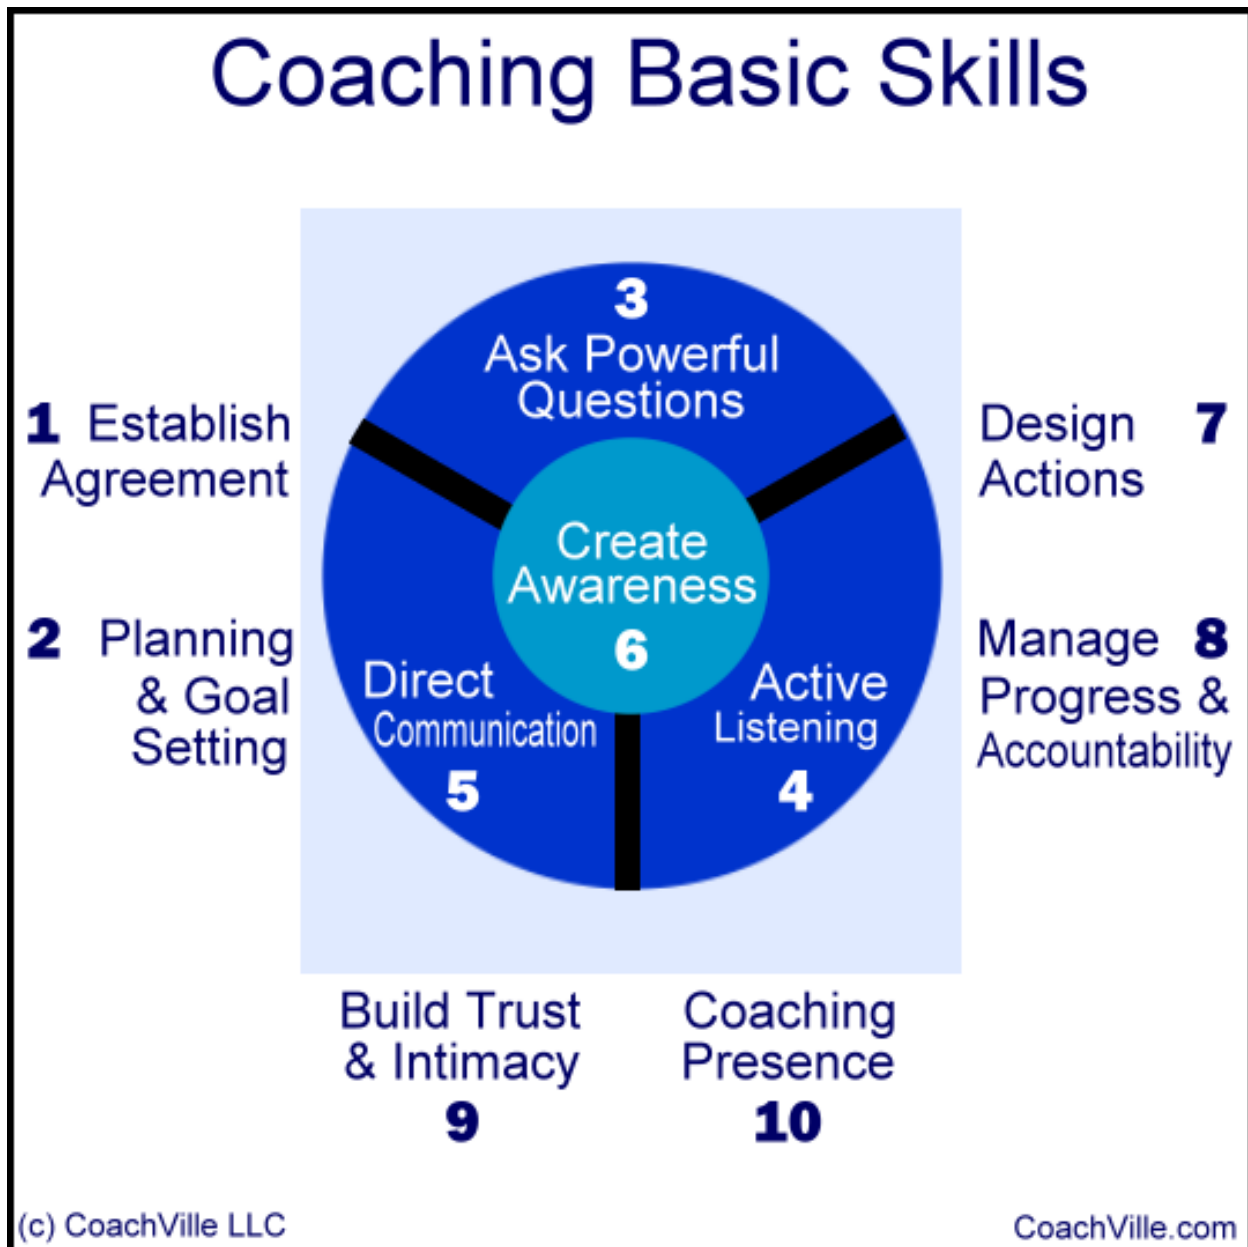 Coaching Basic Skills
1 Establish
Agreement
2 Planning
& Goal
Setting
3
Ask Powerful
Questions
Create
Awareness
6
Direct
Communication
5
Active
Listening
4
Design 7
Actions
Manage 8
Progress &
Accountability
Build Trust
& Intimacy
9
Coaching
Presence
10
(c) CoachVille LLC
CoachVille.com